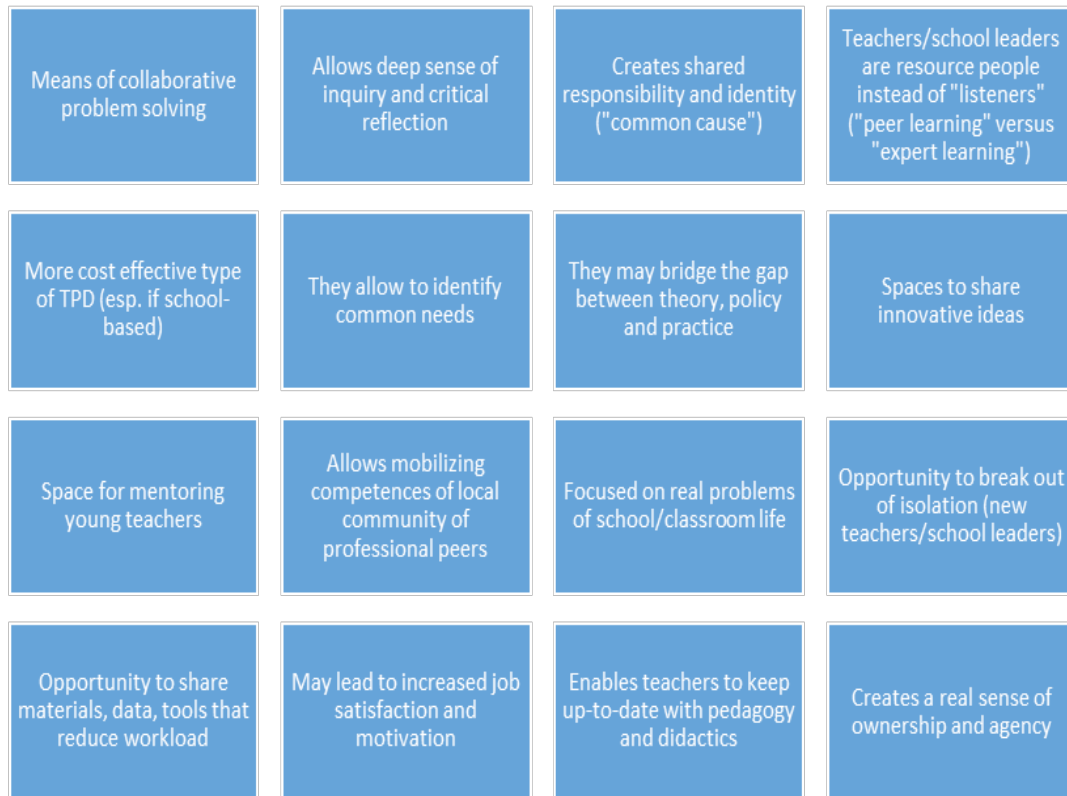 Means of collaborative
problem solving
Allows deep sense of
inquiry and critical
reflection
Creates shared
responsibility and identity
("common cause")
Teachers/school leaders
are resource people
instead of "listeners"
("peer learning" versus
"expert learning")
More cost effective type
of TPD (esp. if school-
based)
They allow to identify
common needs
They may bridge the gap
between theory, policy
and practice
Spaces to share
innovative ideas
Space for mentoring
young teachers
Allows mobilizing
competences of local
community of
professional peers
Focused on real problems
of school/classroom life
Opportunity to break out
of isolation (new
teachers/school leaders)
Opportunity to share
materials, data, tools that
reduce workload
May lead to increased job
satisfaction and
motivation
Enables teachers to keep
up-to-date with pedagogy
and didactics
Creates a real sense of
ownership and agency